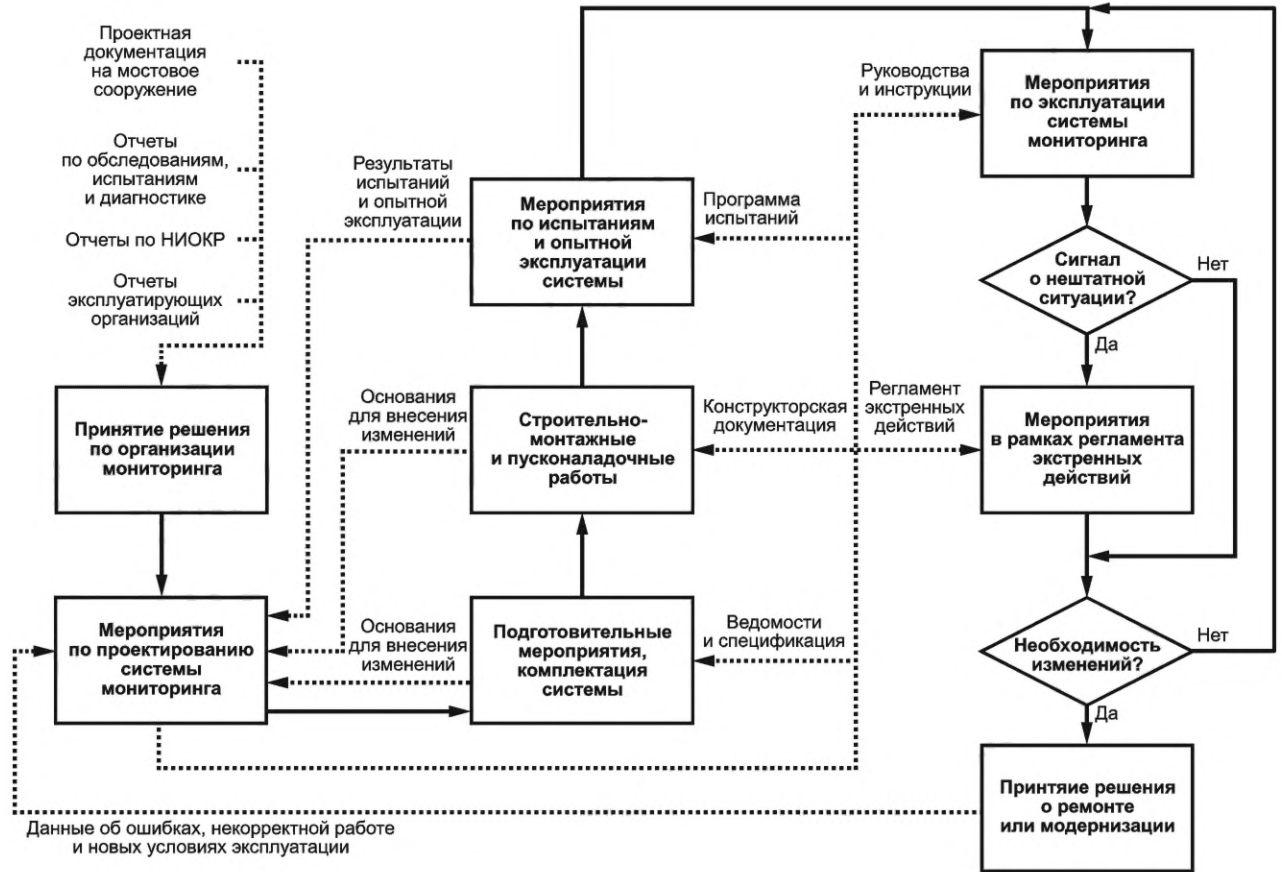 Проектная
документация
на мостовое
сооружение
Отчеты
по обследованиям,
испытаниям
и диагностике
Отчеты по НИОКР
Отчеты
эксплуатирующих
организаций
Принятие решения
по организации
мониторинга
Мероприятия
по проектированию
системы
мониторинга
Результаты
испытаний
и опытной
эксплуатации
Основания
для внесения
изменений
Основания
для внесения
изменений
Мероприятия
по испытаниям
и опытной
эксплуатации
системы
Строительно-
монтажные
и пусконаладочные
работы
Подготовительные
мероприятия,
комплектация
системы
Программа
испытаний
Конструкторская
документация
Ведомости
и спецификация
Руководства
и инструкции
Регламент
экстренных
действий
Мероприятия
по эксплуатации
системы
мониторинга
Сигнал
о нештатной
ситуации?
Нет
Да
Мероприятия
в рамках регламента
экстренных
действий
Необходимость
изменений?
Нет
Да
Принтяие решения
о ремонте
или модернизации
Данные об ошибках, некорректной работе
и новых условиях эксплуатации